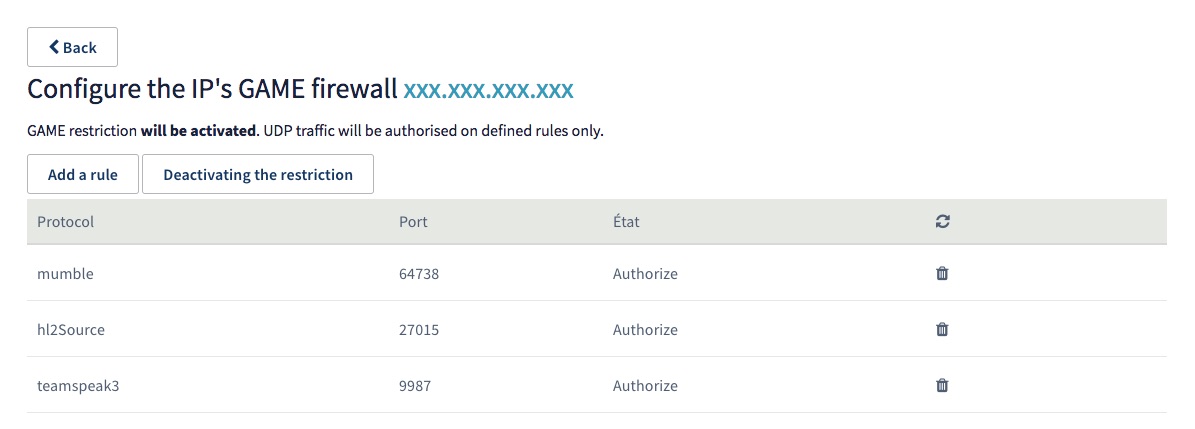 Back
Configure the IP's GAME firewall xxx.xxx.xxx.xxx
GAME restriction will be activated. UDP traffic will be authorised on defined rules only.
Add a rule Deactivating the restriction
Protocol Port État
mumble 64738 Authorize
hl2Source 27015 Authorize
teamspeak3 9987 Authorize